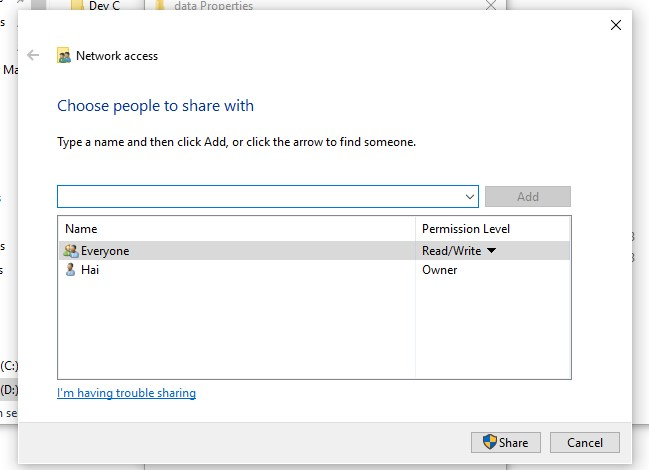 Dev C
data Properties
s
Ma
Network access
Choose people to share with
Type a name and then click Add, or click the arrow to find someone.
Add
Name Permission Level
Everyone Read/Write
Hai Owner
s
s
(C:)
(D:)
n se
I'm having trouble sharing
Share Cancel